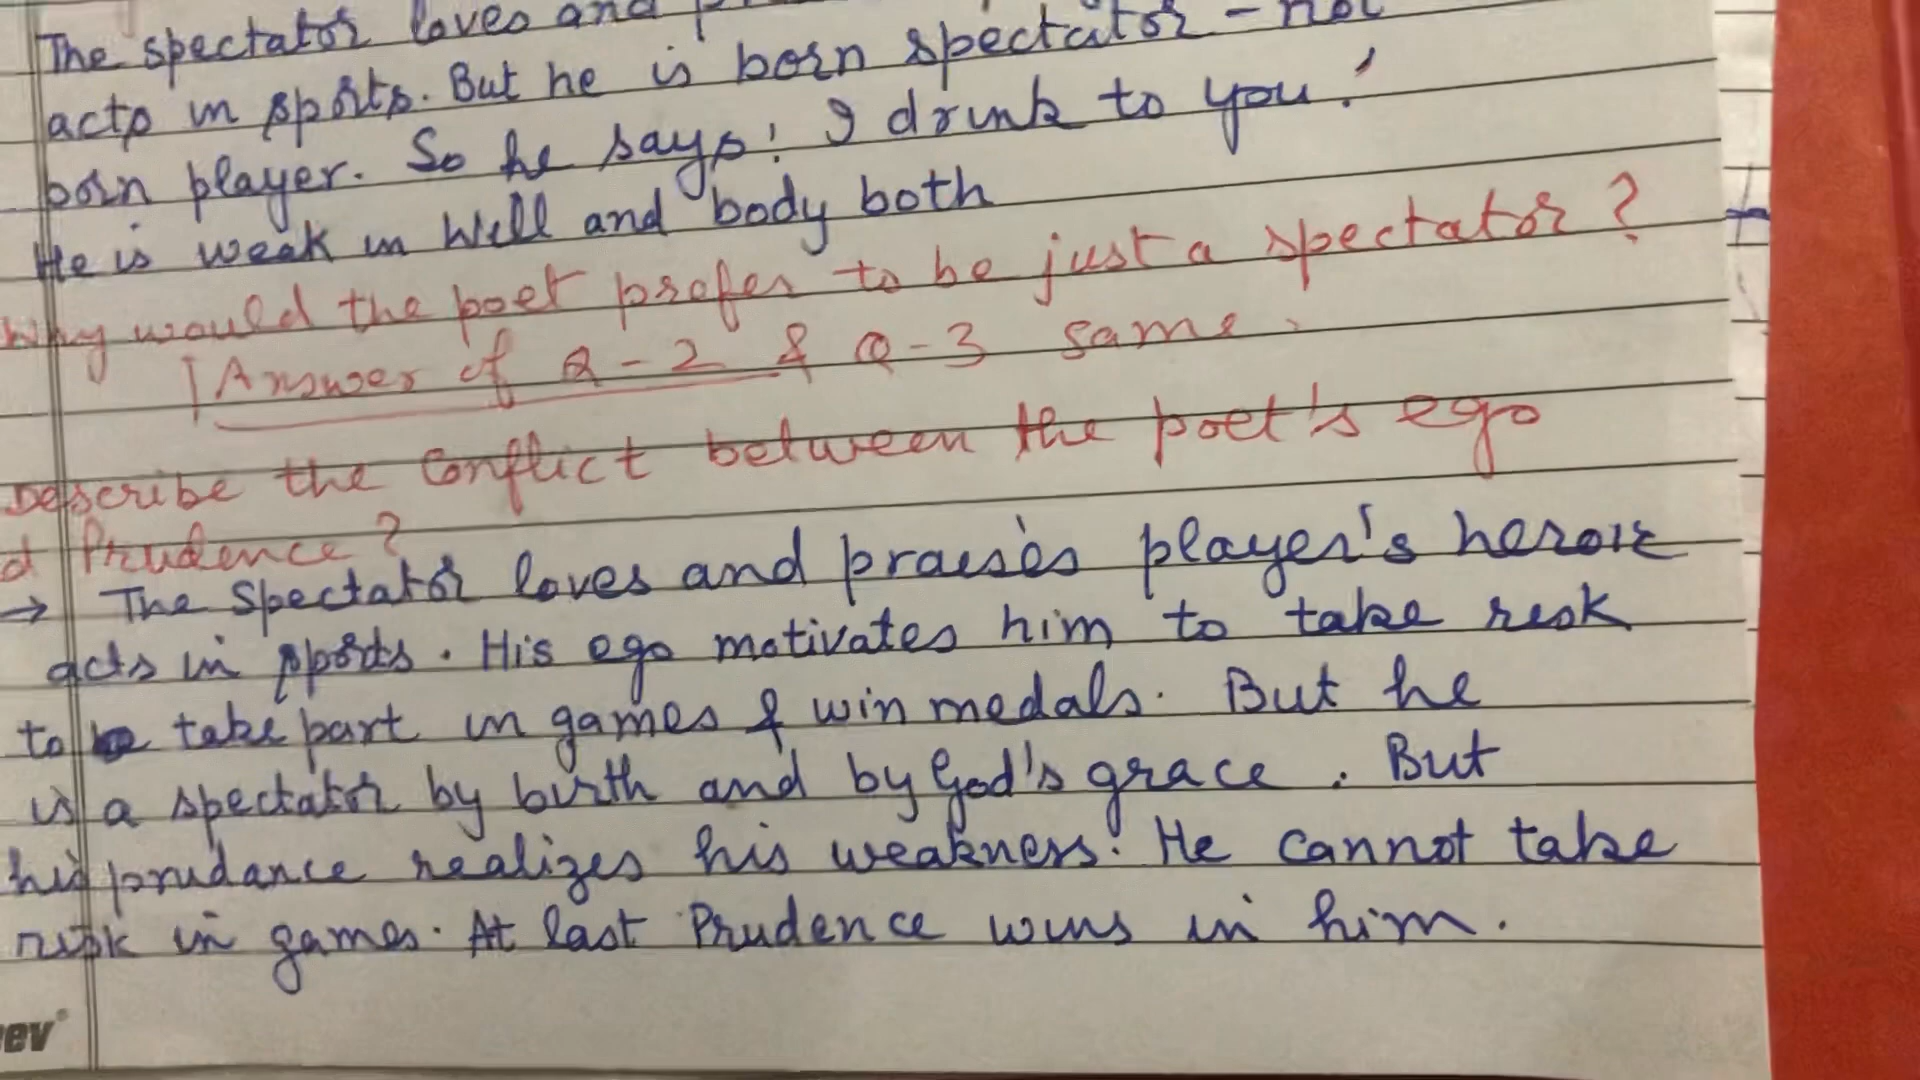 The spectator loves and
acts in sports. But he is born spectator - not
born player. So he says: I drink to you!
He is weak in Will and body both
Why would the poet prefer to be just a spectator?
Answer of Q-2 & Q-3 same.
Describe the Conflict between the poet's ego
d Prudence?
→ The Spectator loves and praises player's heroic
acts in sports. His ego motivates him to take risk
to take part in games & win medals. But he
is a spectator by birth and by God's grace. But
his prudance realizes his weakness. He cannot take
risk in games. At last Prudence wins in him.
ev